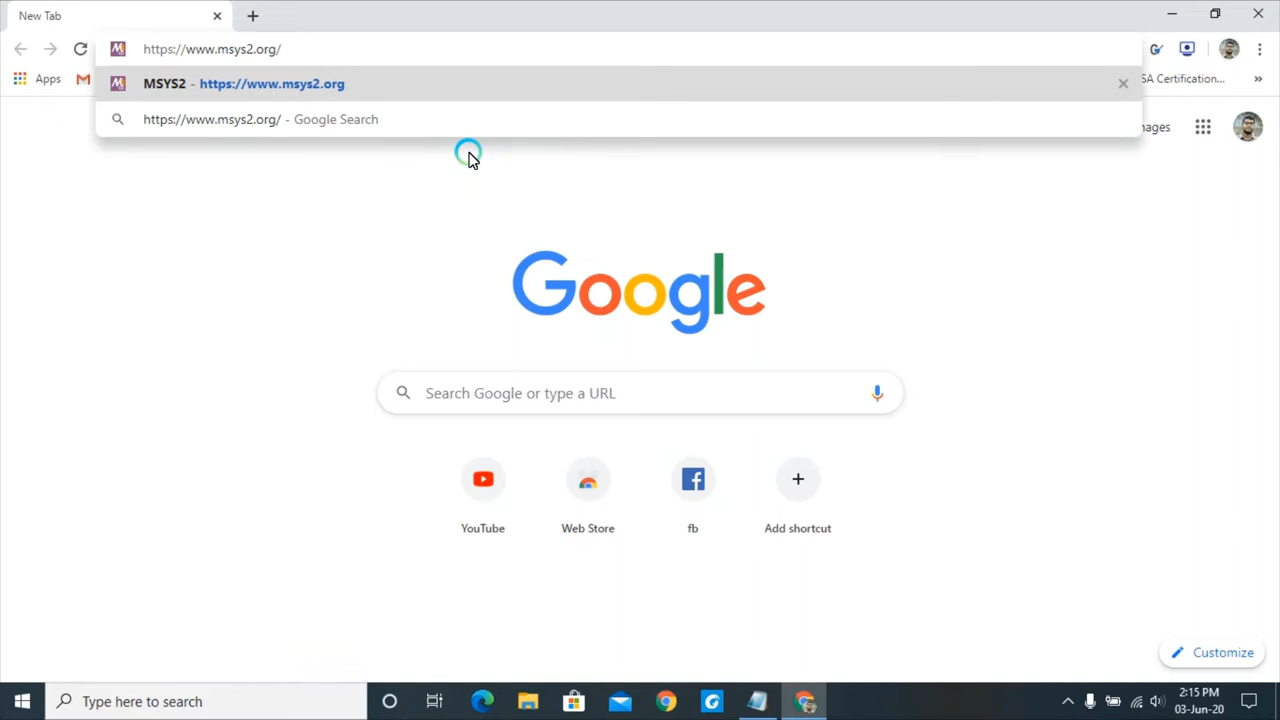 New Tab
https://www.msys2.org/
MSYS2 - https://www.msys2.org
https://www.msys2.org/ - Google Search
Apps
SA Certification...
ages
Google
Search Google or type a URL
YouTube
Web Store
fb
Add shortcut
Customize
Type here to search
2:15 PM
03-Jun-20